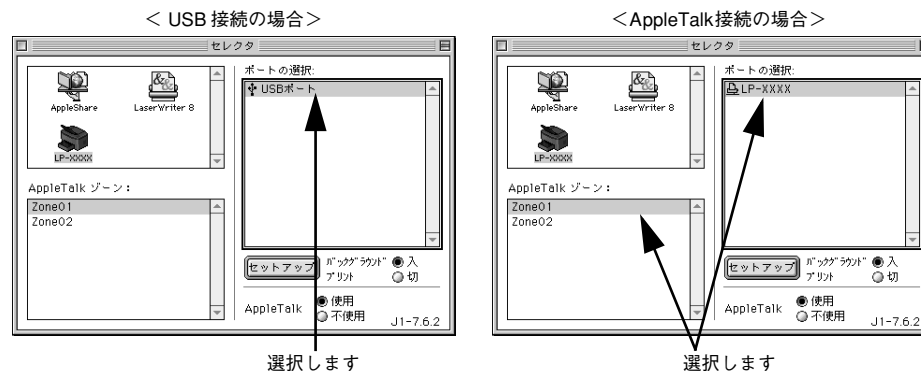 ＜ USB 接続の場合＞
セレクタ
AppleShare
LaserWriter 8
LP-XXXX
AppleTalk ゾーン：
Zone01
Zone02
ポートの選択:
USBポート
セットアップ
バックグラウンド
プリント
入
切
AppleTalk
使用
不使用
J1-7.6.2
選択します
＜AppleTalk接続の場合＞
セレクタ
AppleShare
LaserWriter 8
LP-XXXX
AppleTalk ゾーン：
Zone01
Zone02
ポートの選択:
LP-XXXX
セットアップ
バックグラウンド
プリント
入
切
AppleTalk
使用
不使用
J1-7.6.2
選択します